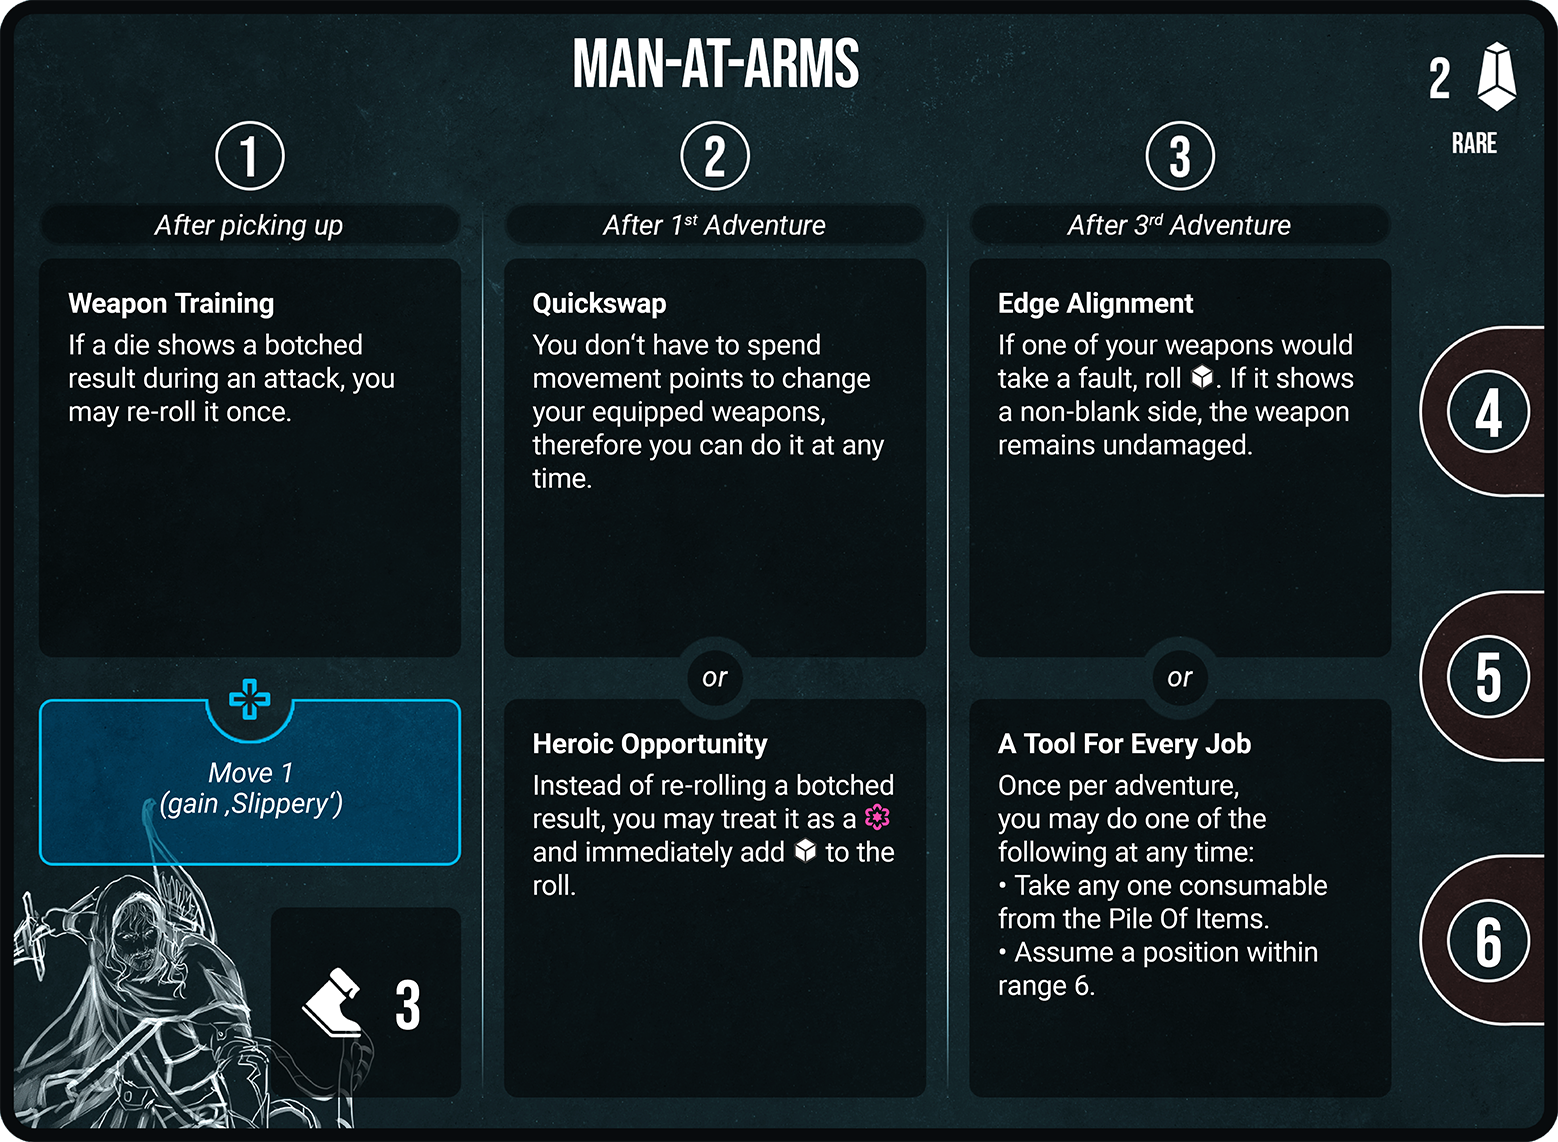 MAN-AT-ARMS
2
RARE
1
After picking up
Weapon Training
If a die shows a botched
result during an attack, you
may re-roll it once.
Move 1
(gain ‚Slippery‘)
3
2
After 1st Adventure
Quickswap
You don‘t have to spend
movement points to change
your equipped weapons,
therefore you can do it at any
time.
or
Heroic Opportunity
Instead of re-rolling a botched
result, you may treat it as a
and immediately add to the
roll.
3
After 3rd Adventure
Edge Alignment
If one of your weapons would
take a fault, roll . If it shows
a non-blank side, the weapon
remains undamaged.
or
A Tool For Every Job
Once per adventure,
you may do one of the
following at any time:
• Take any one consumable
from the Pile Of Items.
• Assume a position within
range 6.
4
5
6